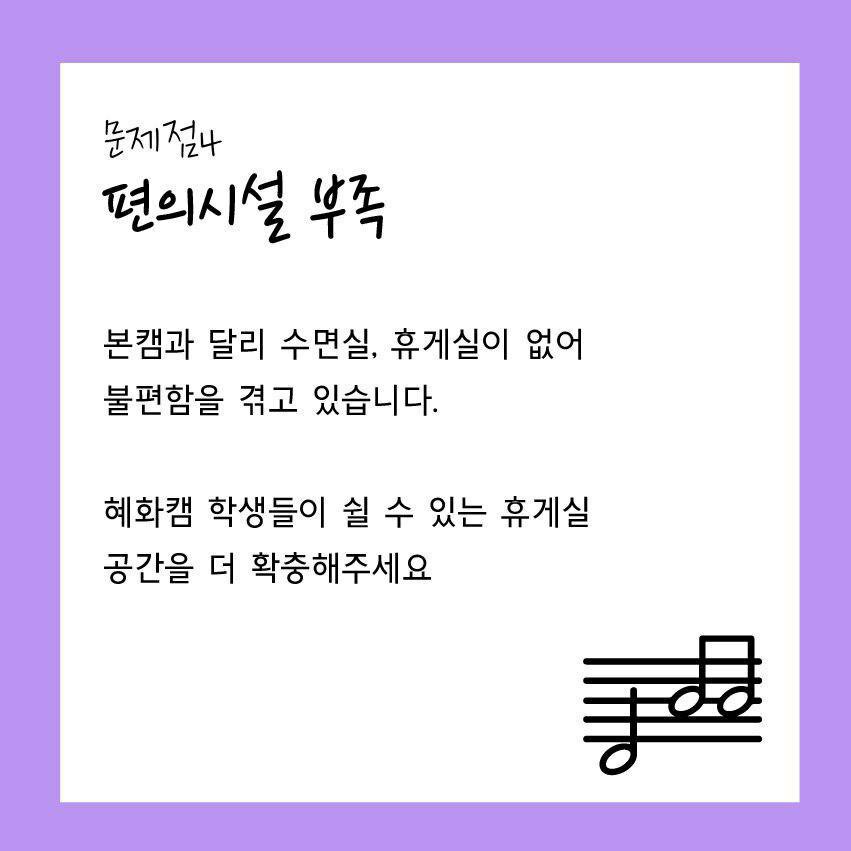 문제점4
편의시설 부족
본캠과 달리 수면실, 휴게실이 없어
불편함을 겪고 있습니다.
혜화캠 학생들이 쉴 수 있는 휴게실
공간을 더 확충해주세요